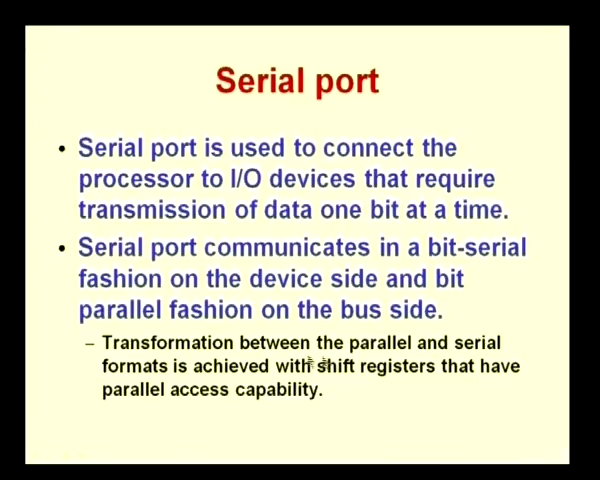 Serial port
• Serial port is used to connect the
processor to I/O devices that require
transmission of data one bit at a time.
• Serial port communicates in a bit-serial
fashion on the device side and bit
parallel fashion on the bus side.
– Transformation between the parallel and serial
formats is achieved with shift registers that have
parallel access capability.